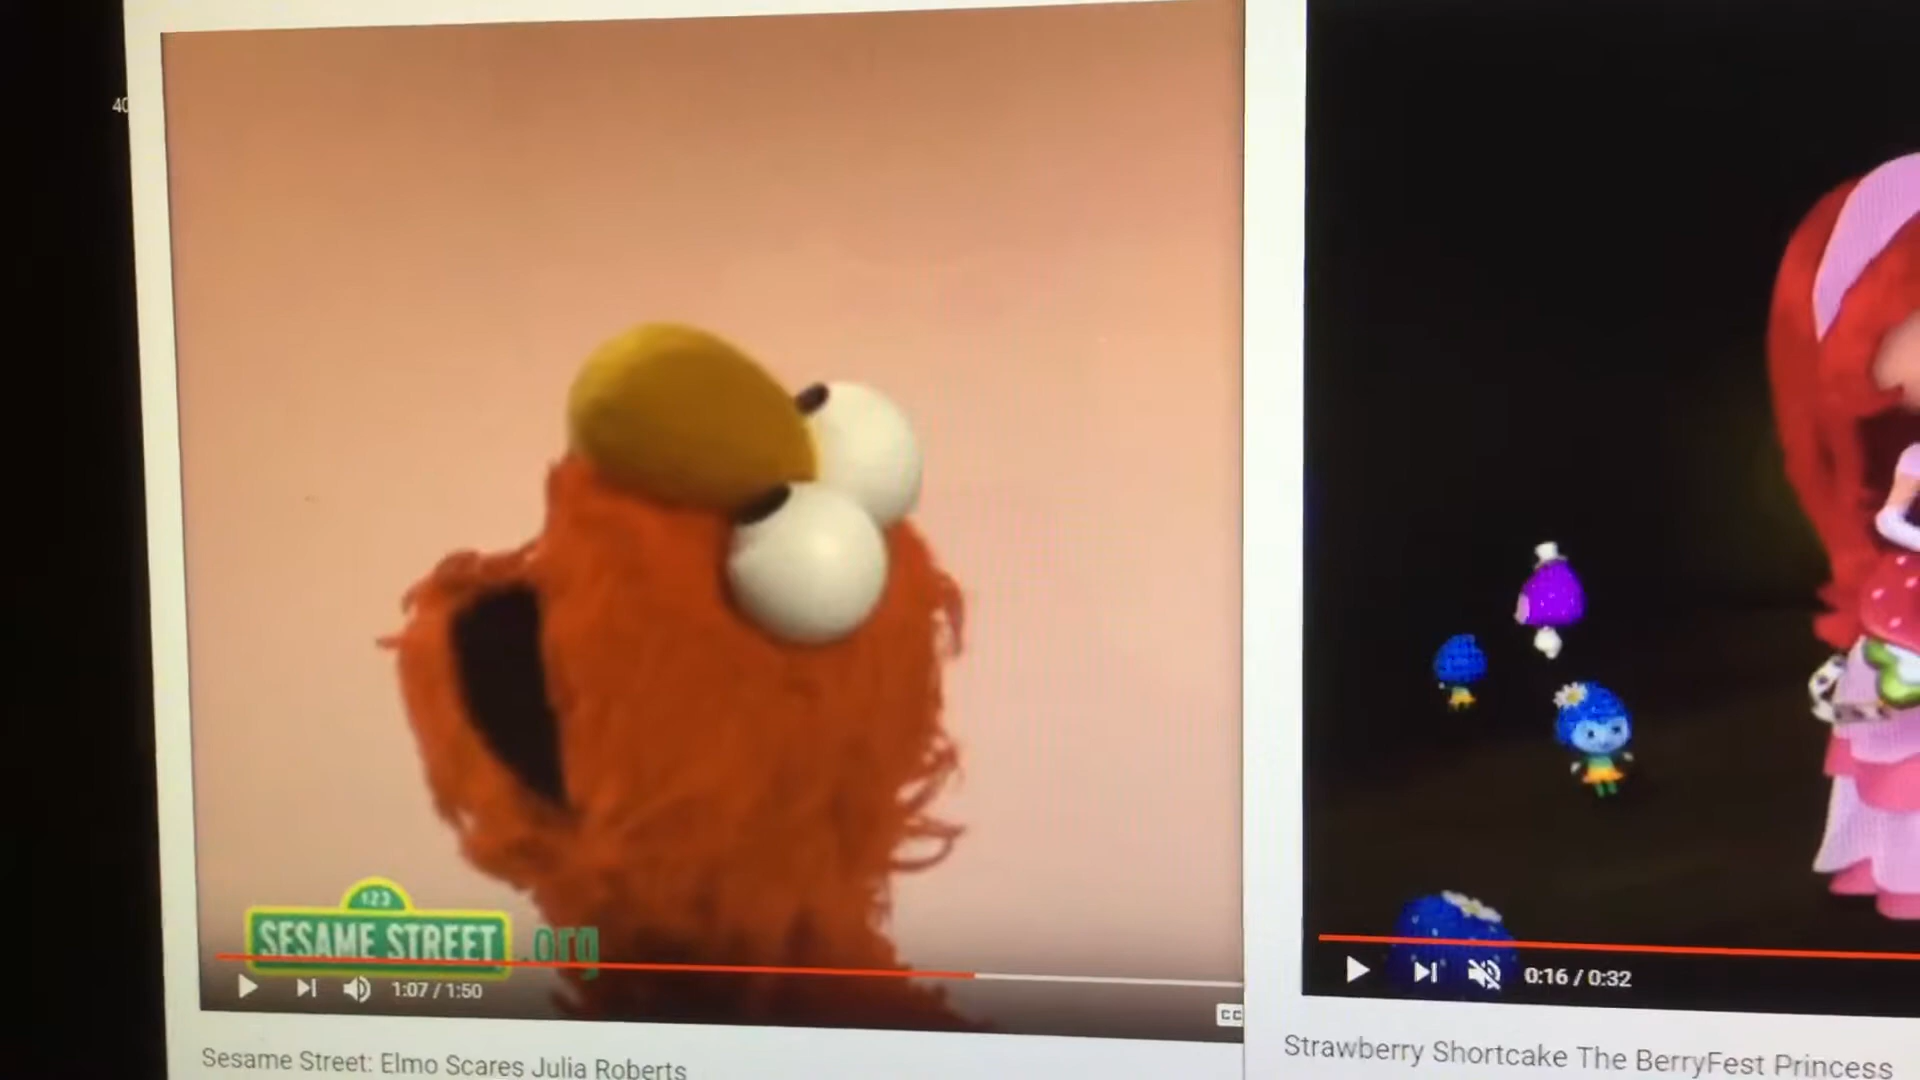 40
123
SESAME STREET
.org
1:07 / 1:50
CC
Sesame Street: Elmo Scares Julia Roberts
0:16 / 0:32
Strawberry Shortcake The BerryFest Princess